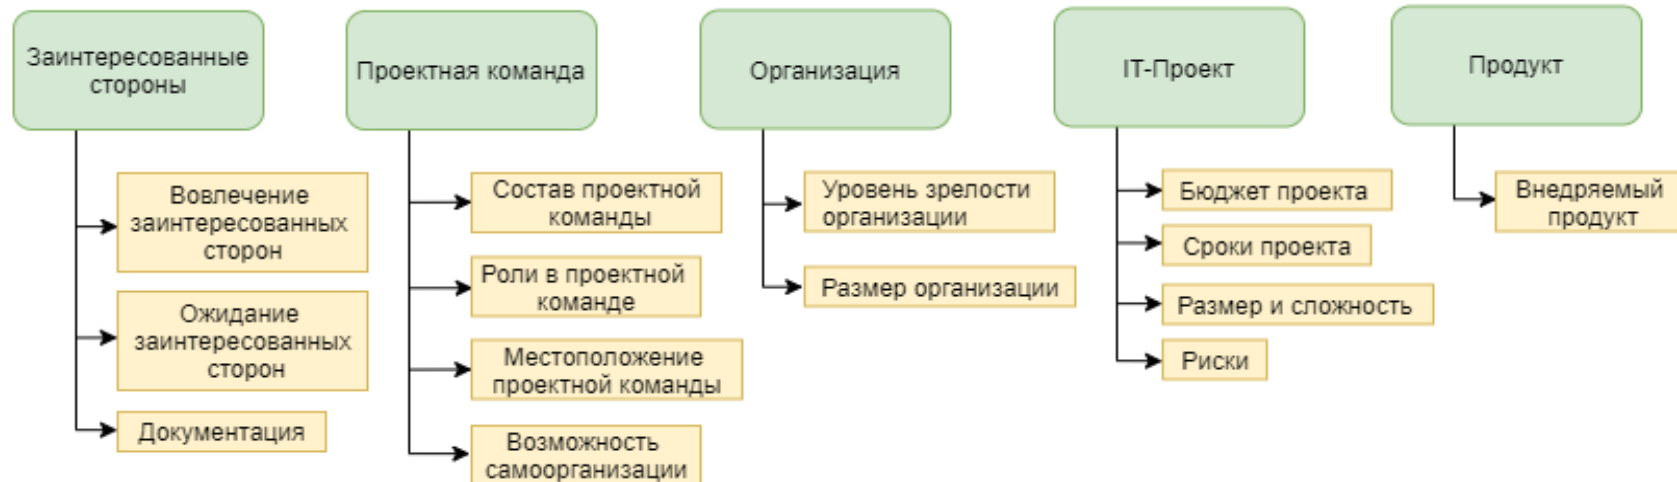 Заинтересованные
стороны
Вовлечение
заинтересованных
сторон
Ожидание
заинтересованных
сторон
Документация
Проектная команда
Состав проектной
команды
Роли в проектной
команде
Местоположение
проектной команды
Возможность
самоорганизации
Организация
Уровень зрелости
организации
Размер организации
IT-Проект
Бюджет проекта
Сроки проекта
Размер и сложность
Риски
Продукт
Внедряемый
продукт